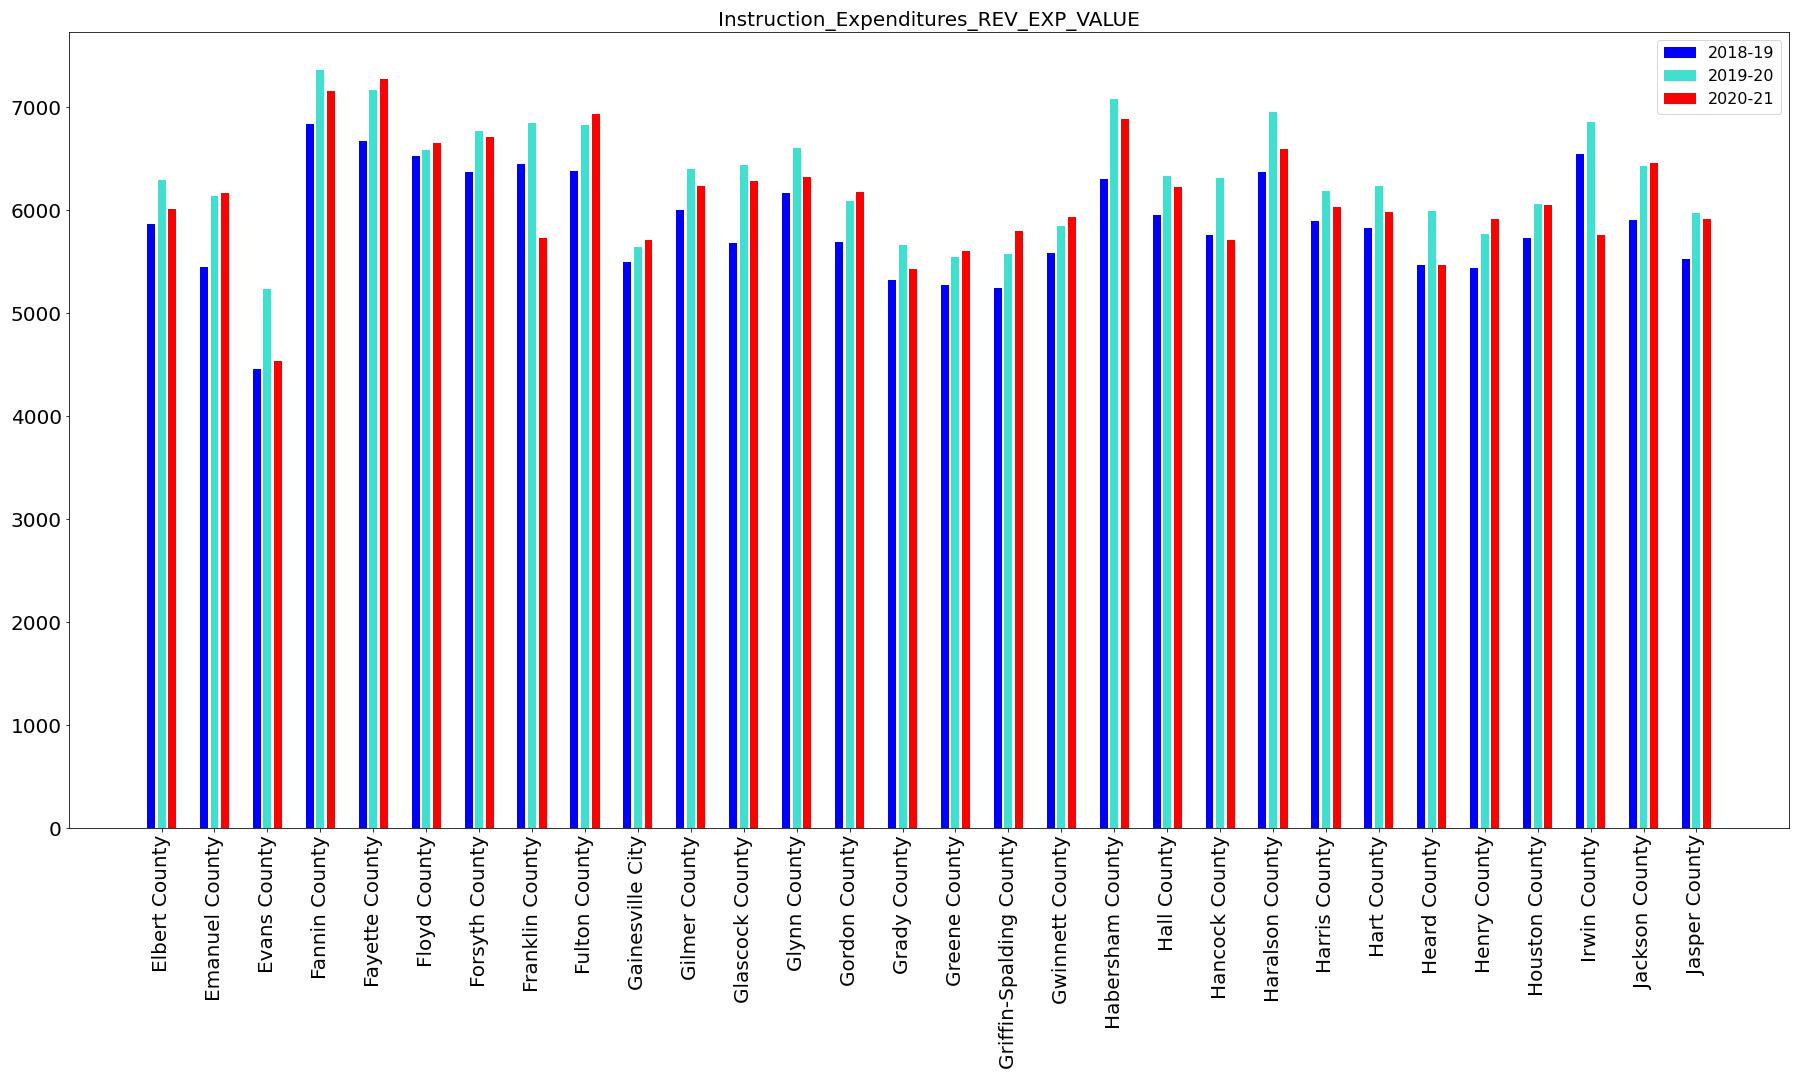 Instruction_Expenditures_REV_EXP_VALUE
2018-19
2019-20
2020-21
7000
6000
5000
4000
3000
2000
1000
0
Elbert County
Emanuel County
Evans County
Fannin County
Fayette County
Floyd County
Forsyth County
Franklin County
Fulton County
Gainesville City
Gilmer County
Glascock County
Glynn County
Gordon County
Grady County
Greene County
Griffin-Spalding County
Gwinnett County
Habersham County
Hall County
Hancock County
Haralson County
Harris County
Hart County
Heard County
Henry County
Houston County
Irwin County
Jackson County
Jasper County